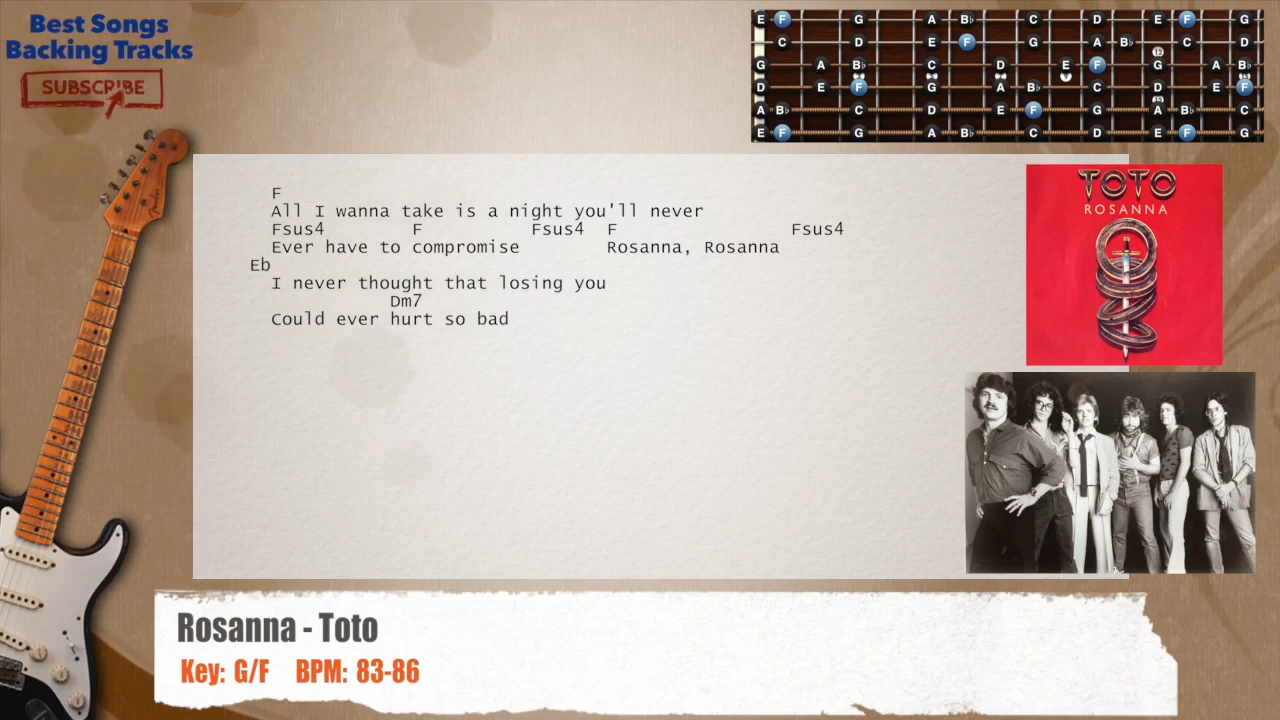 Best Songs
Backing Tracks
SUBSCRIBE
E F G A B♭ C D E F G
C D E F G A B♭ C D
G A B♭ C D E F G A B♭
D E F G A B♭ C D E F
A B♭ C D E F G A B♭ C
E F G A B♭ C D E F G
F
All I wanna take is a night you'll never
Fsus4 F Fsus4 F Fsus4
Ever have to compromise Rosanna, Rosanna
Eb
I never thought that losing you
Dm7
Could ever hurt so bad
TOTO
ROSANNA
Fender
Rosanna - Toto
Key: G/F BPM: 83-86